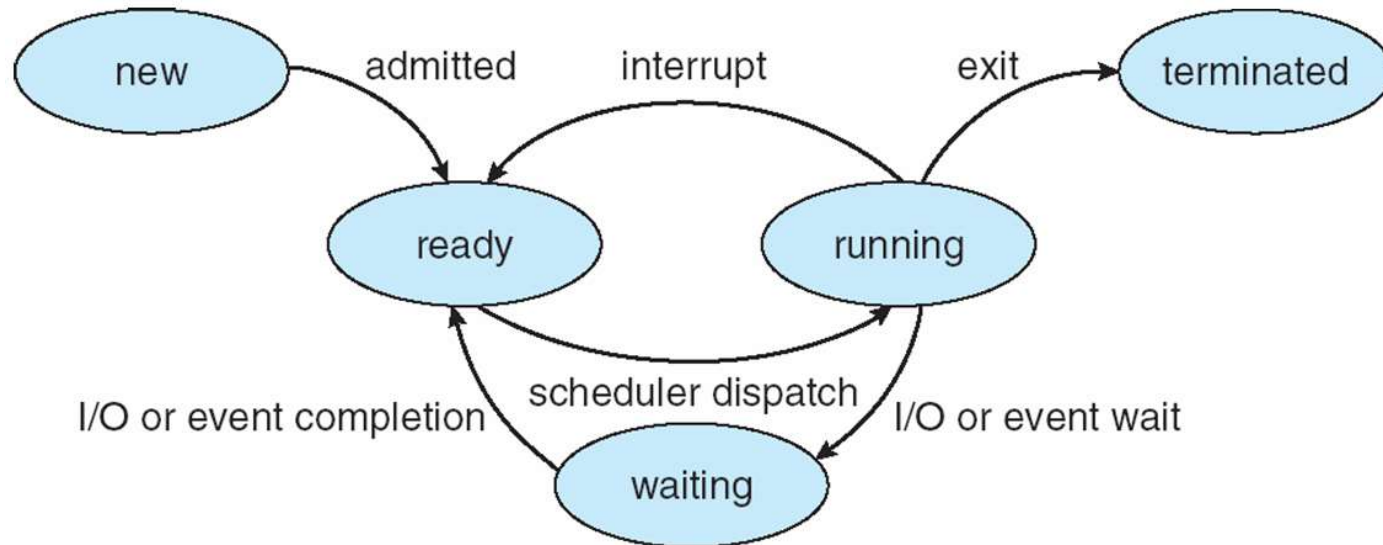 new
admitted
interrupt
exit
terminated
ready
running
scheduler dispatch
I/O or event completion
I/O or event wait
waiting